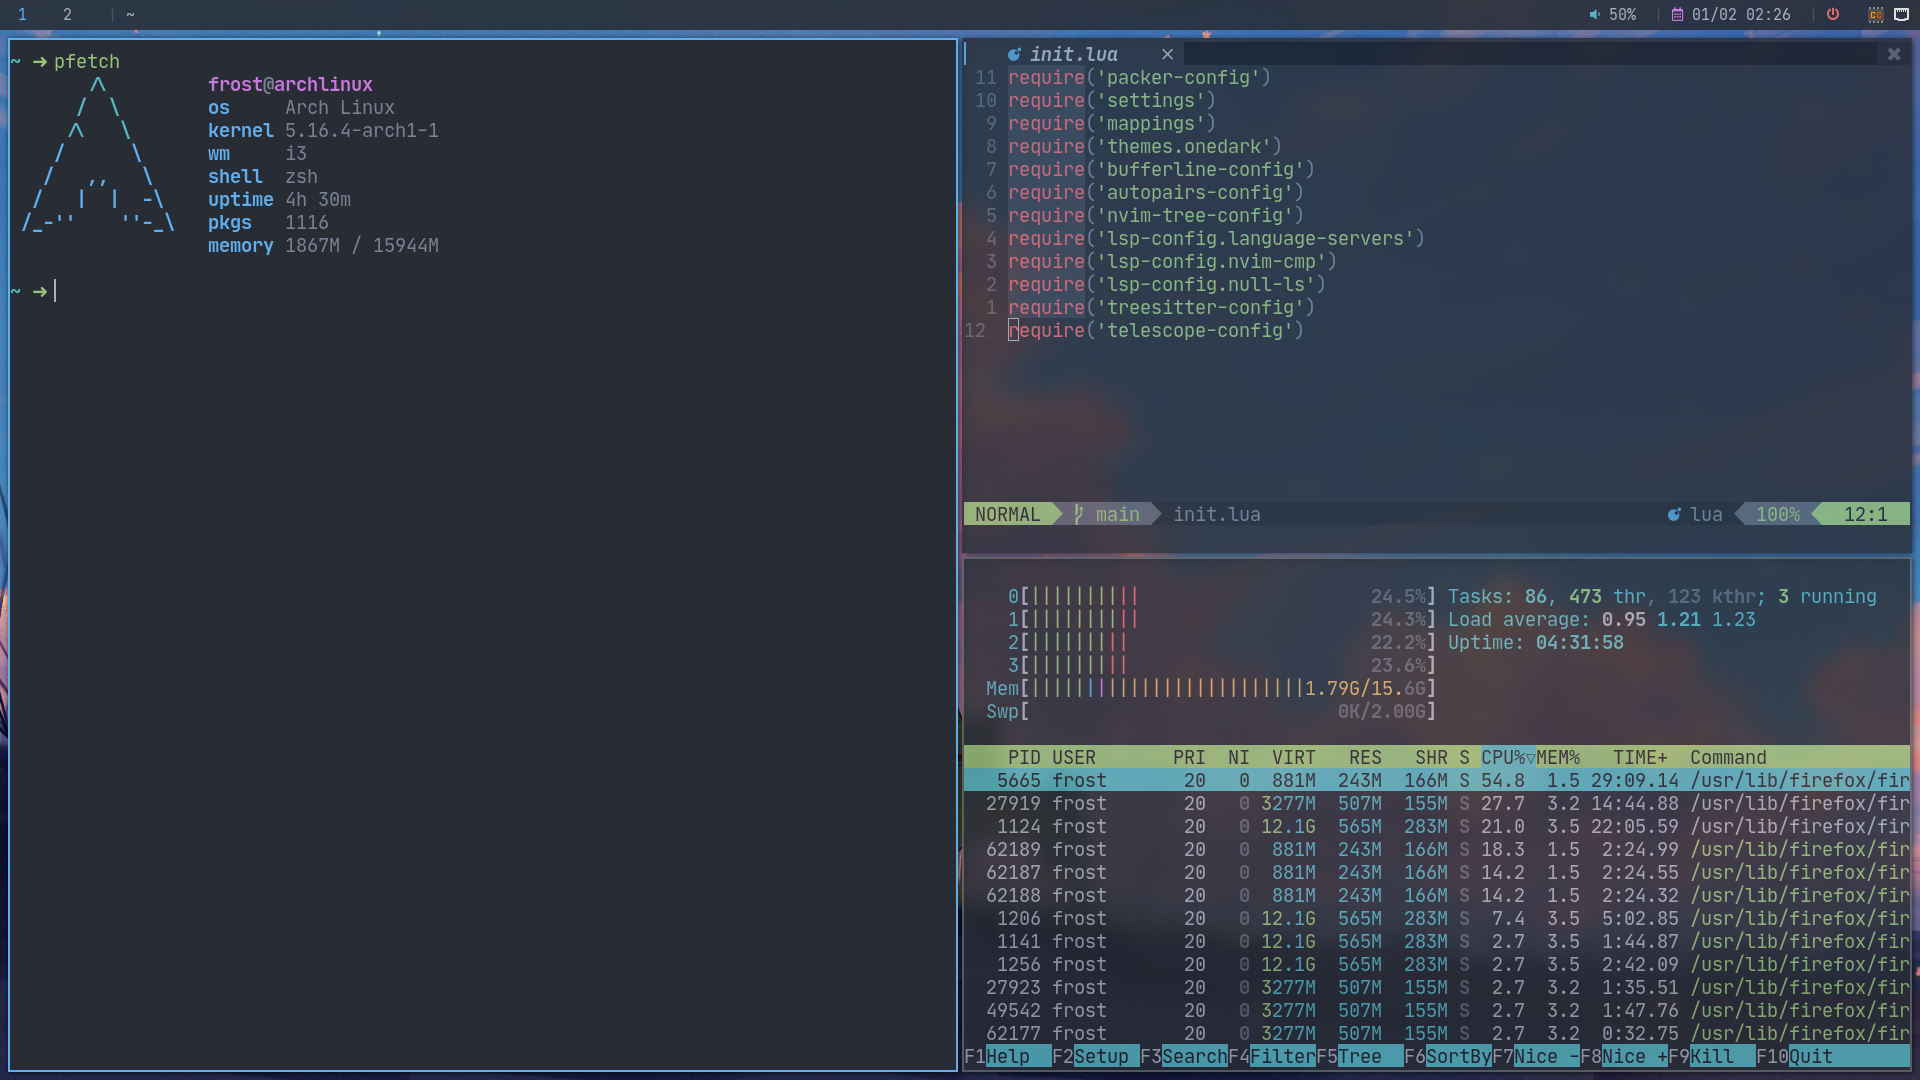 1 2 ~ 50% 01/02 02:26
~ ➜ pfetch
frost@archlinux
os Arch Linux
kernel 5.16.4-arch1-1
wm i3
shell zsh
uptime 4h 30m
pkgs 1116
memory 1867M / 15944M
~ ➜
init.lua ×
11 require('packer-config')
10 require('settings')
9 require('mappings')
8 require('themes.onedark')
7 require('bufferline-config')
6 require('autopairs-config')
5 require('nvim-tree-config')
4 require('lsp-config.language-servers')
3 require('lsp-config.nvim-cmp')
2 require('lsp-config.null-ls')
1 require('treesitter-config')
12 require('telescope-config')
NORMAL main init.lua lua 100% 12:1
0[|||||||||| 24.5%] Tasks: 86, 473 thr, 123 kthr; 3 running
1[|||||||||| 24.3%] Load average: 0.95 1.21 1.23
2[||||||||| 22.2%] Uptime: 04:31:58
3[||||||||| 23.6%]
Mem[|||||||||||||||||||||||||1.79G/15.6G]
Swp[ 0K/2.00G]
PID USER PRI NI VIRT RES SHR S CPU%▽MEM% TIME+ Command
5665 frost 20 0 881M 243M 166M S 54.8 1.5 29:09.14 /usr/lib/firefox/fir
27919 frost 20 0 3277M 507M 155M S 27.7 3.2 14:44.88 /usr/lib/firefox/fir
1124 frost 20 0 12.1G 565M 283M S 21.0 3.5 22:05.59 /usr/lib/firefox/fir
62189 frost 20 0 881M 243M 166M S 18.3 1.5 2:24.99 /usr/lib/firefox/fir
62187 frost 20 0 881M 243M 166M S 14.2 1.5 2:24.55 /usr/lib/firefox/fir
62188 frost 20 0 881M 243M 166M S 14.2 1.5 2:24.32 /usr/lib/firefox/fir
1206 frost 20 0 12.1G 565M 283M S 7.4 3.5 5:02.85 /usr/lib/firefox/fir
1141 frost 20 0 12.1G 565M 283M S 2.7 3.5 1:44.87 /usr/lib/firefox/fir
1256 frost 20 0 12.1G 565M 283M S 2.7 3.5 2:42.09 /usr/lib/firefox/fir
27923 frost 20 0 3277M 507M 155M S 2.7 3.2 1:35.51 /usr/lib/firefox/fir
49542 frost 20 0 3277M 507M 155M S 2.7 3.2 1:47.76 /usr/lib/firefox/fir
62177 frost 20 0 3277M 507M 155M S 2.7 3.2 0:32.75 /usr/lib/firefox/fir
F1Help F2Setup F3SearchF4FilterF5Tree F6SortByF7Nice -F8Nice +F9Kill F10Quit